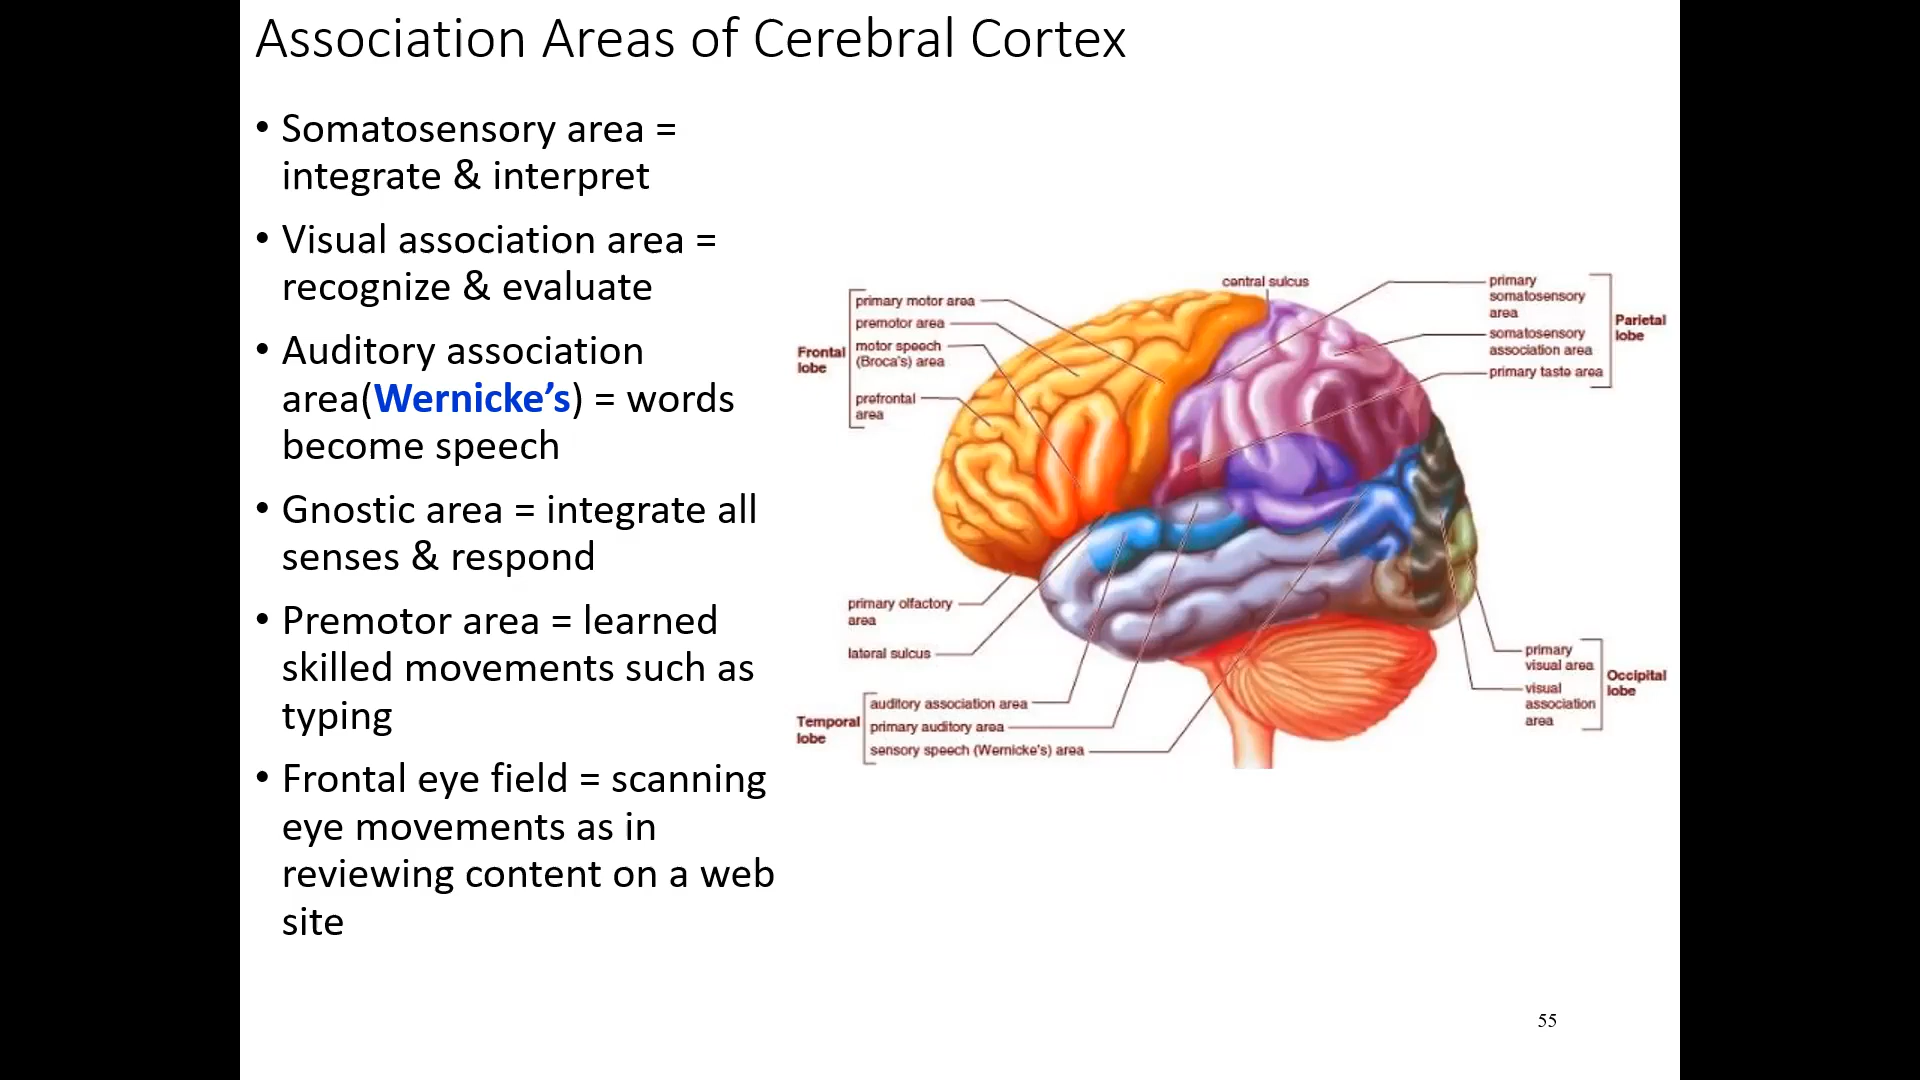 Association Areas of Cerebral Cortex
• Somatosensory area =
integrate & interpret
• Visual association area =
recognize & evaluate
• Auditory association
area(Wernicke’s) = words
become speech
• Gnostic area = integrate all
senses & respond
• Premotor area = learned
skilled movements such as
typing
• Frontal eye field = scanning
eye movements as in
reviewing content on a web
site
central sulcus
Frontal
lobe
primary motor area
premotor area
motor speech
(Broca's) area
prefrontal
area
primary
somatosensory
area
somatosensory
association area
primary taste area
Parietal
lobe
primary olfactory
area
lateral sulcus
Temporal
lobe
auditory association area
primary auditory area
sensory speech (Wernicke's) area
primary
visual area
visual
association
area
Occipital
lobe
55